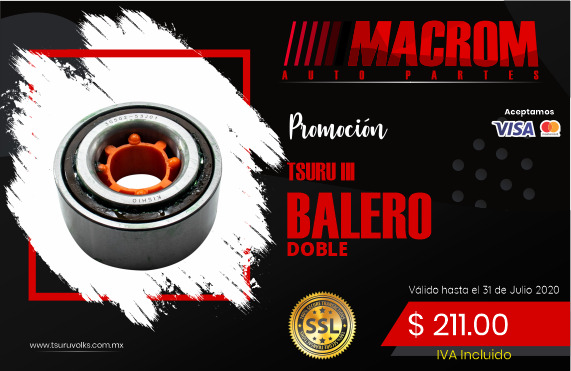 MACROM
AUTO PARTES
Aceptamos
VISA
Promoción
TSURU III
BALERO
DOBLE
KISHIO
Válido hasta el 31 de Julio 2020
SSL
$ 211.00
IVA Incluido
www.tsuruvolks.com.mx